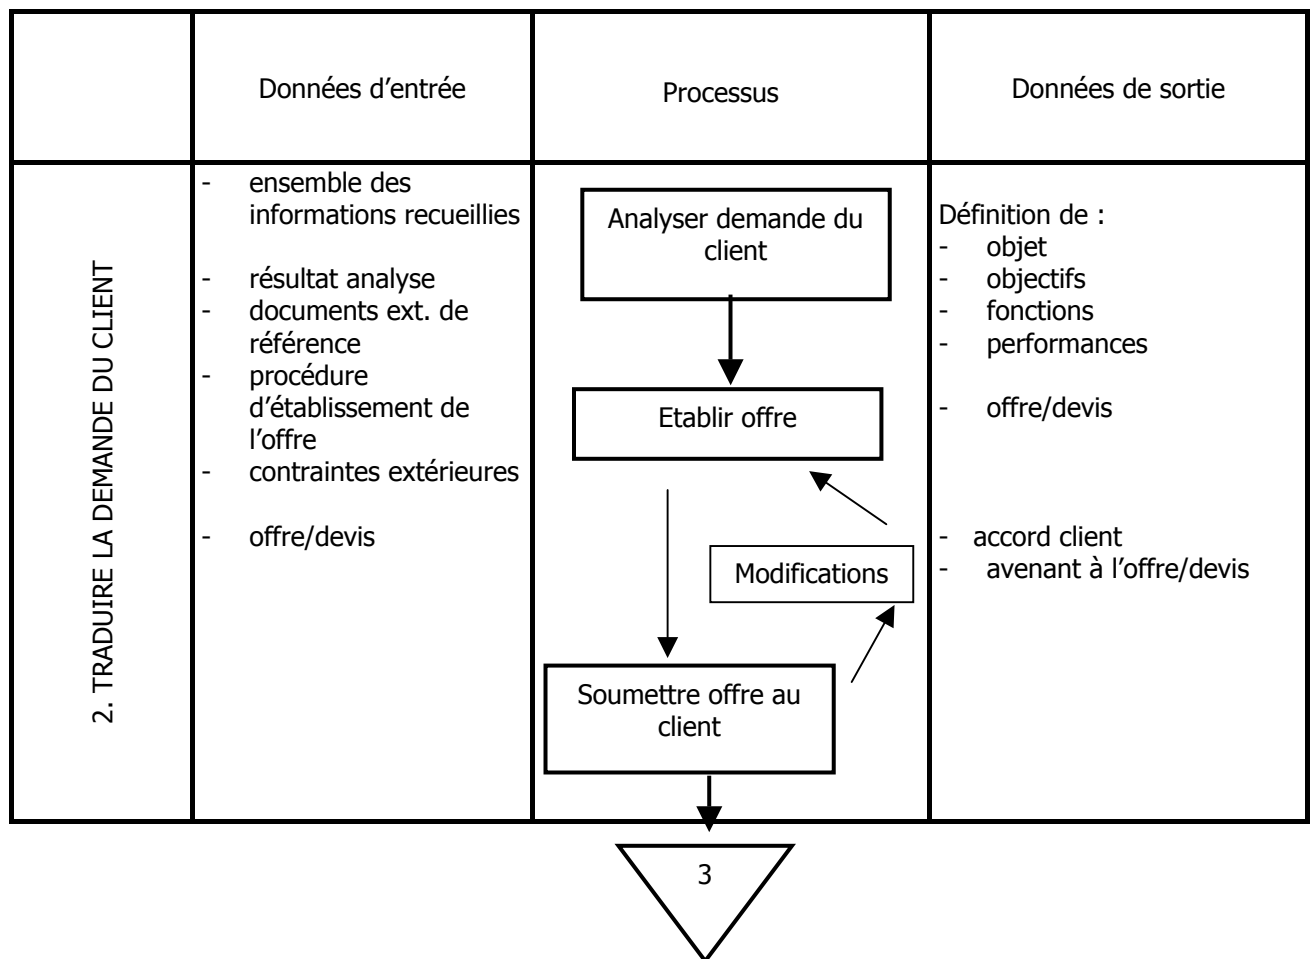 Données d’entrée
Processus
Données de sortie
2. TRADUIRE LA DEMANDE DU CLIENT
- ensemble des
informations recueillies
- résultat analyse
- documents ext. de
référence
- procédure
d’établissement de
l’offre
- contraintes extérieures
- offre/devis
Analyser demande du
client
Etablir offre
Modifications
Soumettre offre au
client
Définition de :
- objet
- objectifs
- fonctions
- performances
- offre/devis
- accord client
- avenant à l’offre/devis
3